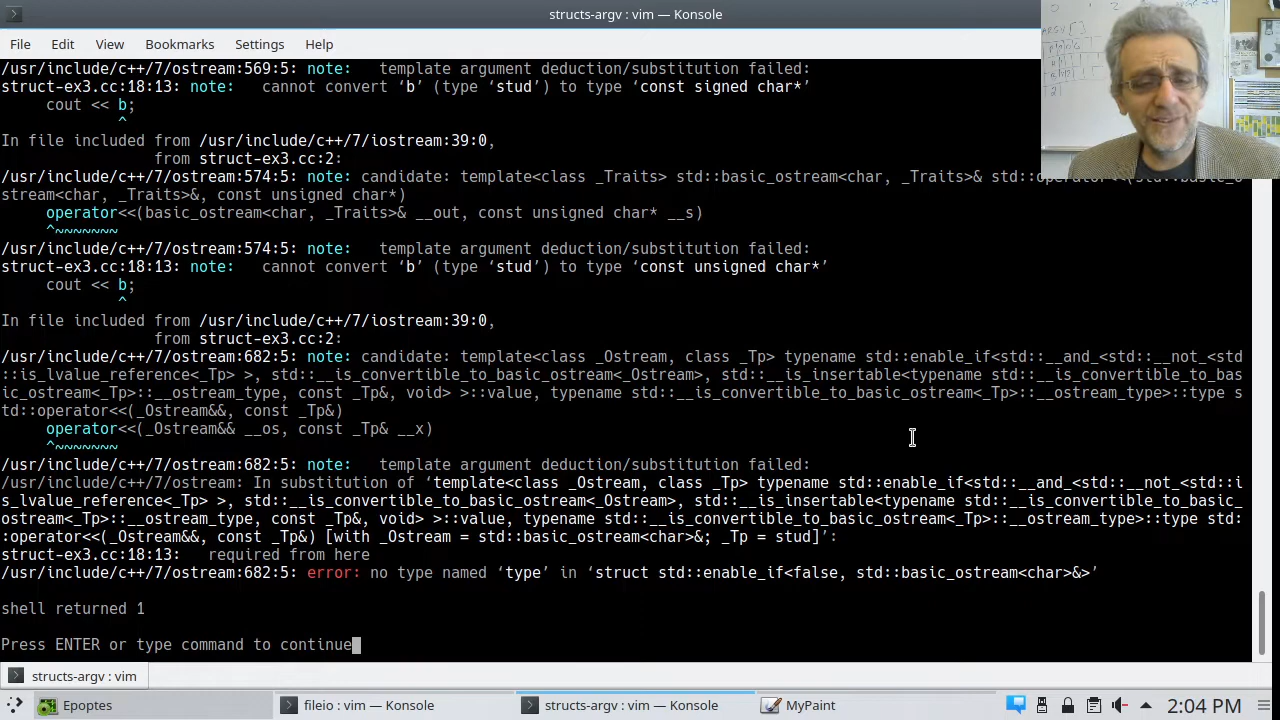 structs-argv : vim — Konsole
File Edit View Bookmarks Settings Help
/usr/include/c++/7/ostream:569:5: note:   template argument deduction/substitution failed:
struct-ex3.cc:18:13: note:   cannot convert ‘b’ (type ‘stud’) to type ‘const signed char*’
     cout << b;
             ^
In file included from /usr/include/c++/7/iostream:39:0,
                 from struct-ex3.cc:2:
/usr/include/c++/7/ostream:574:5: note: candidate: template<class _Traits> std::basic_ostream<char, _Traits>& std::operator<<(std::basic_o
stream<char, _Traits>&, const unsigned char*)
     operator<<(basic_ostream<char, _Traits>& __out, const unsigned char* __s)
     ^~~~~~~~
/usr/include/c++/7/ostream:574:5: note:   template argument deduction/substitution failed:
struct-ex3.cc:18:13: note:   cannot convert ‘b’ (type ‘stud’) to type ‘const unsigned char*’
     cout << b;
             ^
In file included from /usr/include/c++/7/iostream:39:0,
                 from struct-ex3.cc:2:
/usr/include/c++/7/ostream:682:5: note: candidate: template<class _Ostream, class _Tp> typename std::enable_if<std::__and_<std::__not_<std
::is_lvalue_reference<_Tp> >, std::__is_convertible_to_basic_ostream<_Ostream>, std::__is_insertable<typename std::__is_convertible_to_bas
ic_ostream<_Tp>::__ostream_type, const _Tp&, void> >::value, typename std::__is_convertible_to_basic_ostream<_Tp>::__ostream_type>::type s
td::operator<<(_Ostream&&, const _Tp&)
     operator<<(_Ostream&& __os, const _Tp& __x)
     ^~~~~~~~
/usr/include/c++/7/ostream:682:5: note:   template argument deduction/substitution failed:
/usr/include/c++/7/ostream: In substitution of ‘template<class _Ostream, class _Tp> typename std::enable_if<std::__and_<std::__not_<std::i
s_lvalue_reference<_Tp> >, std::__is_convertible_to_basic_ostream<_Ostream>, std::__is_insertable<typename std::__is_convertible_to_basic_
ostream<_Tp>::__ostream_type, const _Tp&, void> >::value, typename std::__is_convertible_to_basic_ostream<_Tp>::__ostream_type>::type std:
:operator<<(_Ostream&&, const _Tp&) [with _Ostream = std::basic_ostream<char>&; _Tp = stud]’:
struct-ex3.cc:18:13:   required from here
/usr/include/c++/7/ostream:682:5: error: no type named ‘type’ in ‘struct std::enable_if<false, std::basic_ostream<char>&>’
shell returned 1
Press ENTER or type command to continue
structs-argv : vim
Epoptes fileio : vim — Konsole structs-argv : vim — Konsole MyPaint 2:04 PM